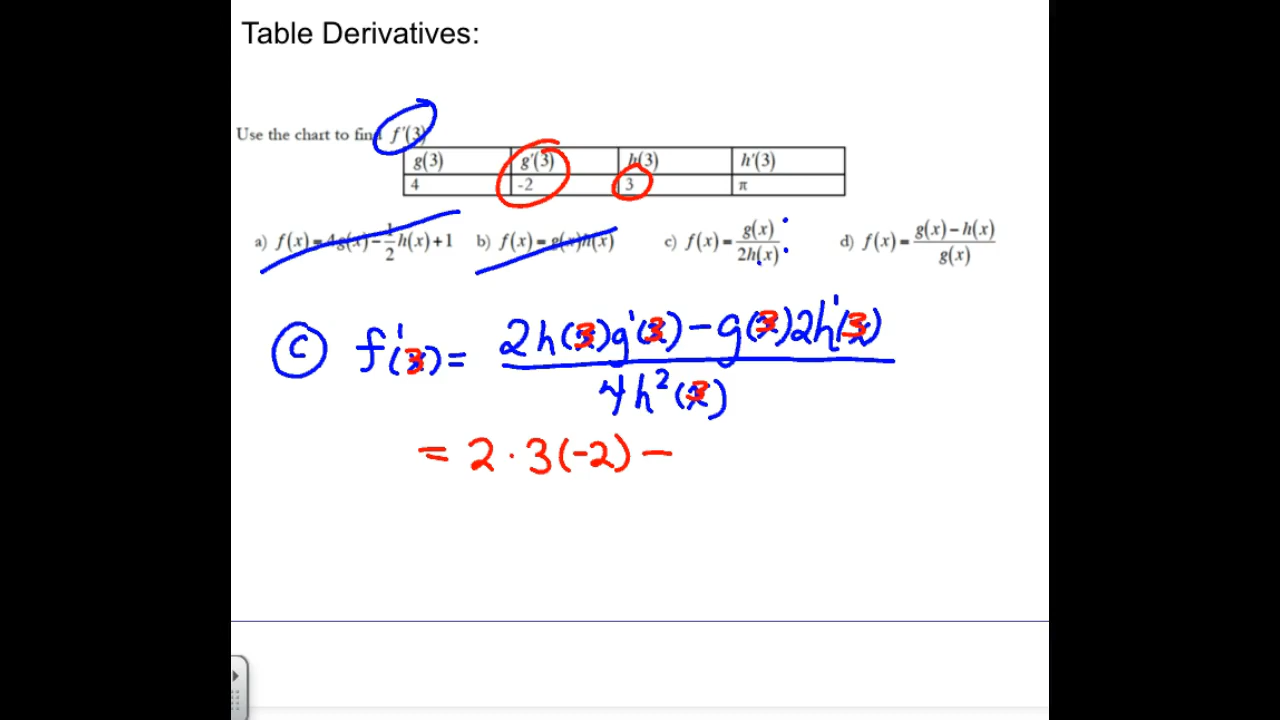 Table Derivatives:
Use the chart to find f'(3)
g(3) g'(3) h(3) h'(3)
4 -2 3 π
a) f(x)=4g(x)-1/2h(x)+1 b) f(x)=g(x)h(x) c) f(x)=g(x)/2h(x) d) f(x)=g(x)-h(x)/g(x)
c f'(3)= 2h(3)g'(3)-g(3)2h'(3)
4h²(3)
= 2·3(-2)-